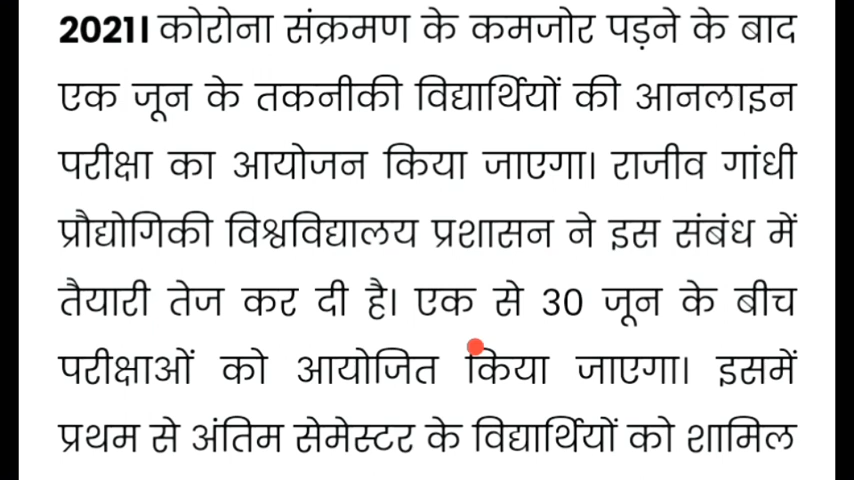 2021। कोरोना संक्रमण के कमजोर पड़ने के बाद
एक जून के तकनीकी विद्यार्थियों की आनलाइन
परीक्षा का आयोजन किया जाएगा। राजीव गांधी
प्रौद्योगिकी विश्वविद्यालय प्रशासन ने इस संबंध में
तैयारी तेज कर दी है। एक से 30 जून के बीच
परीक्षाओं को आयोजित किया जाएगा। इसमें
प्रथम से अंतिम सेमेस्टर के विद्यार्थियों को शामिल